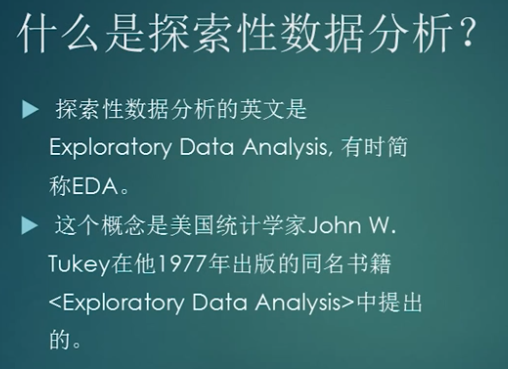 什么是探索性数据分析？
探索性数据分析的英文是
Exploratory Data Analysis, 有时简
称EDA。
这个概念是美国统计学家John W.
Tukey在他1977年出版的同名书籍
<Exploratory Data Analysis>中提出
的。